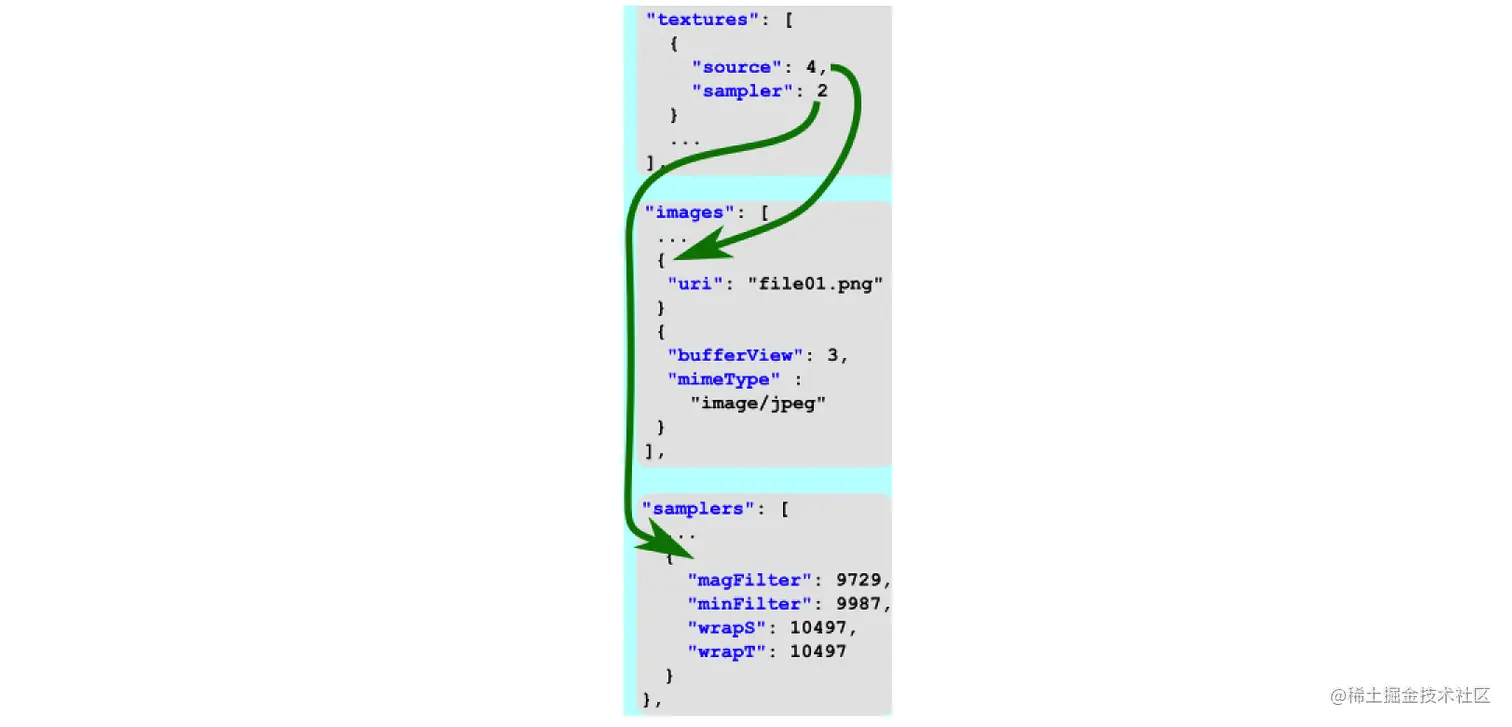 "textures": [
{
"source": 4,
"sampler": 2
}
...
],
"images": [
...
{
"uri": "file01.png"
}
{
"bufferView": 3,
"mimeType" :
"image/jpeg"
}
],
"samplers": [
...
{
"magFilter": 9729,
"minFilter": 9987,
"wrapS": 10497,
"wrapT": 10497
}
},
@稀土掘金技术社区